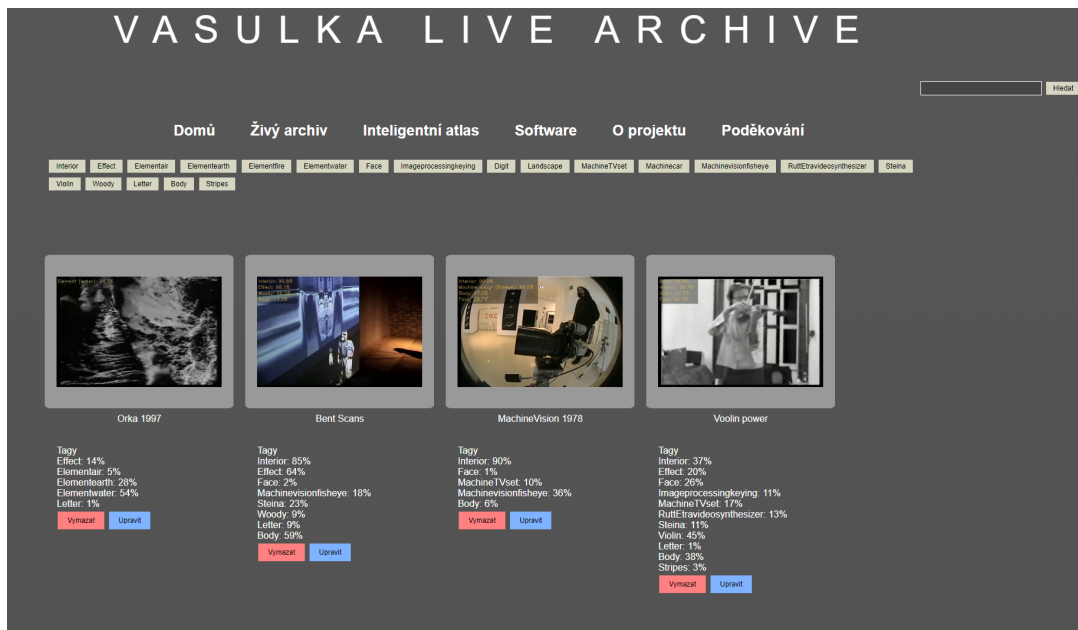 VASULKA LIVE ARCHIVE
Hledat
Domů Živý archiv Inteligentní atlas Software O projektu Poděkování
Interior Effect Elementair Elementearth Elementfire Elementwater Face Imageprocessingkeying Digit Landscape MachineTVset Machinecar Machinevisionfisheye RuttEtravideosynthesizer Steina
Violin Woody Letter Body Stripes
Orka 1997
Tagy
Effect: 14%
Elementair: 5%
Elementearth: 28%
Elementwater: 54%
Letter: 1%
Vymazat Upravit
Bent Scans
Tagy
Interior: 85%
Effect: 64%
Face: 2%
Machinevisionfisheye: 18%
Steina: 23%
Woody: 9%
Letter: 9%
Body: 59%
Vymazat Upravit
MachineVision 1978
Tagy
Interior: 90%
Face: 1%
MachineTVset: 10%
Machinevisionfisheye: 36%
Body: 6%
Vymazat Upravit
Voolin power
Tagy
Interior: 37%
Effect: 20%
Face: 26%
Imageprocessingkeying: 11%
MachineTVset: 17%
RuttEtravideosynthesizer: 13%
Steina: 11%
Violin: 45%
Letter: 1%
Body: 38%
Stripes: 3%
Vymazat Upravit